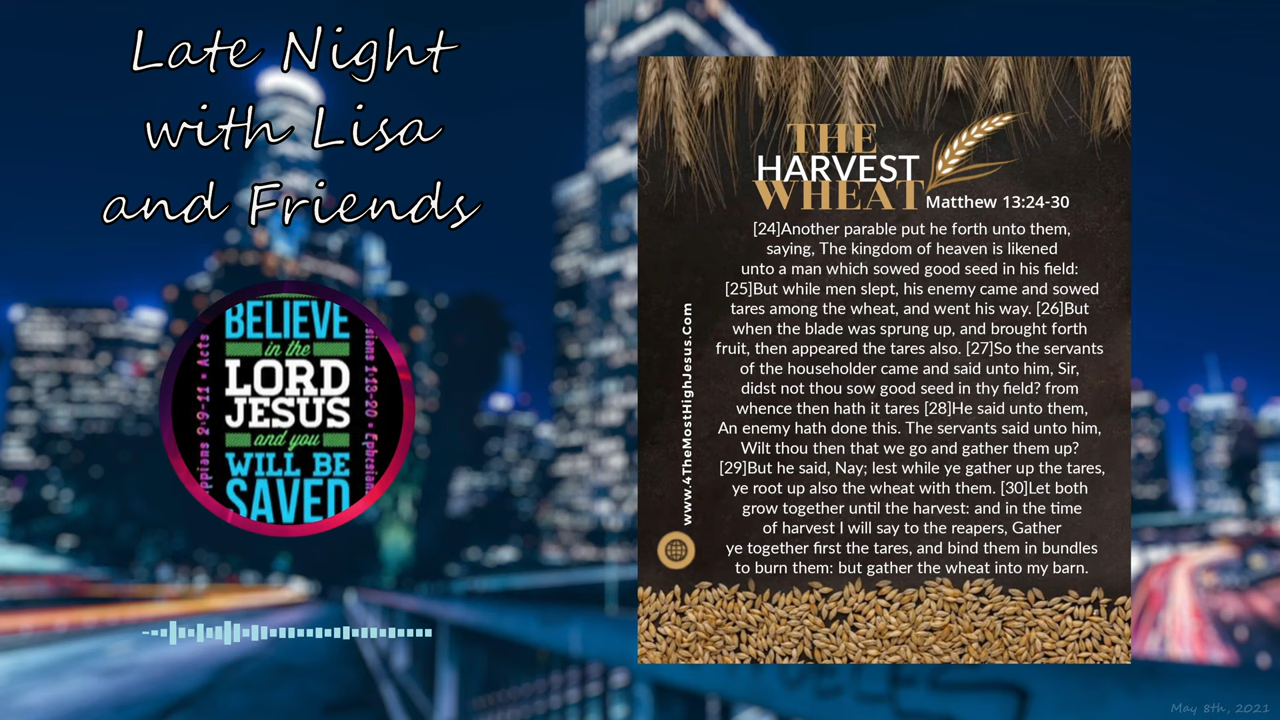 Late Night
with Lisa
and Friends
BELIEVE
in the
LORD
JESUS
and you
WILL BE
SAVED
ppians 2:9-11 • Acts
sians 1:13-20 • Ephesian
THE
HARVEST
WHEAT
Matthew 13:24-30
[24]Another parable put he forth unto them,
saying, The kingdom of heaven is likened
unto a man which sowed good seed in his field:
[25]But while men slept, his enemy came and sowed
tares among the wheat, and went his way. [26]But
when the blade was sprung up, and brought forth
fruit, then appeared the tares also. [27]So the servants
of the householder came and said unto him, Sir,
didst not thou sow good seed in thy field? from
whence then hath it tares [28]He said unto them,
An enemy hath done this. The servants said unto him,
Wilt thou then that we go and gather them up?
[29]But he said, Nay; lest while ye gather up the tares,
ye root up also the wheat with them. [30]Let both
grow together until the harvest: and in the time
of harvest I will say to the reapers, Gather
ye together first the tares, and bind them in bundles
to burn them: but gather the wheat into my barn.
www.4TheMostHighJesus.Com
May 8th, 2021